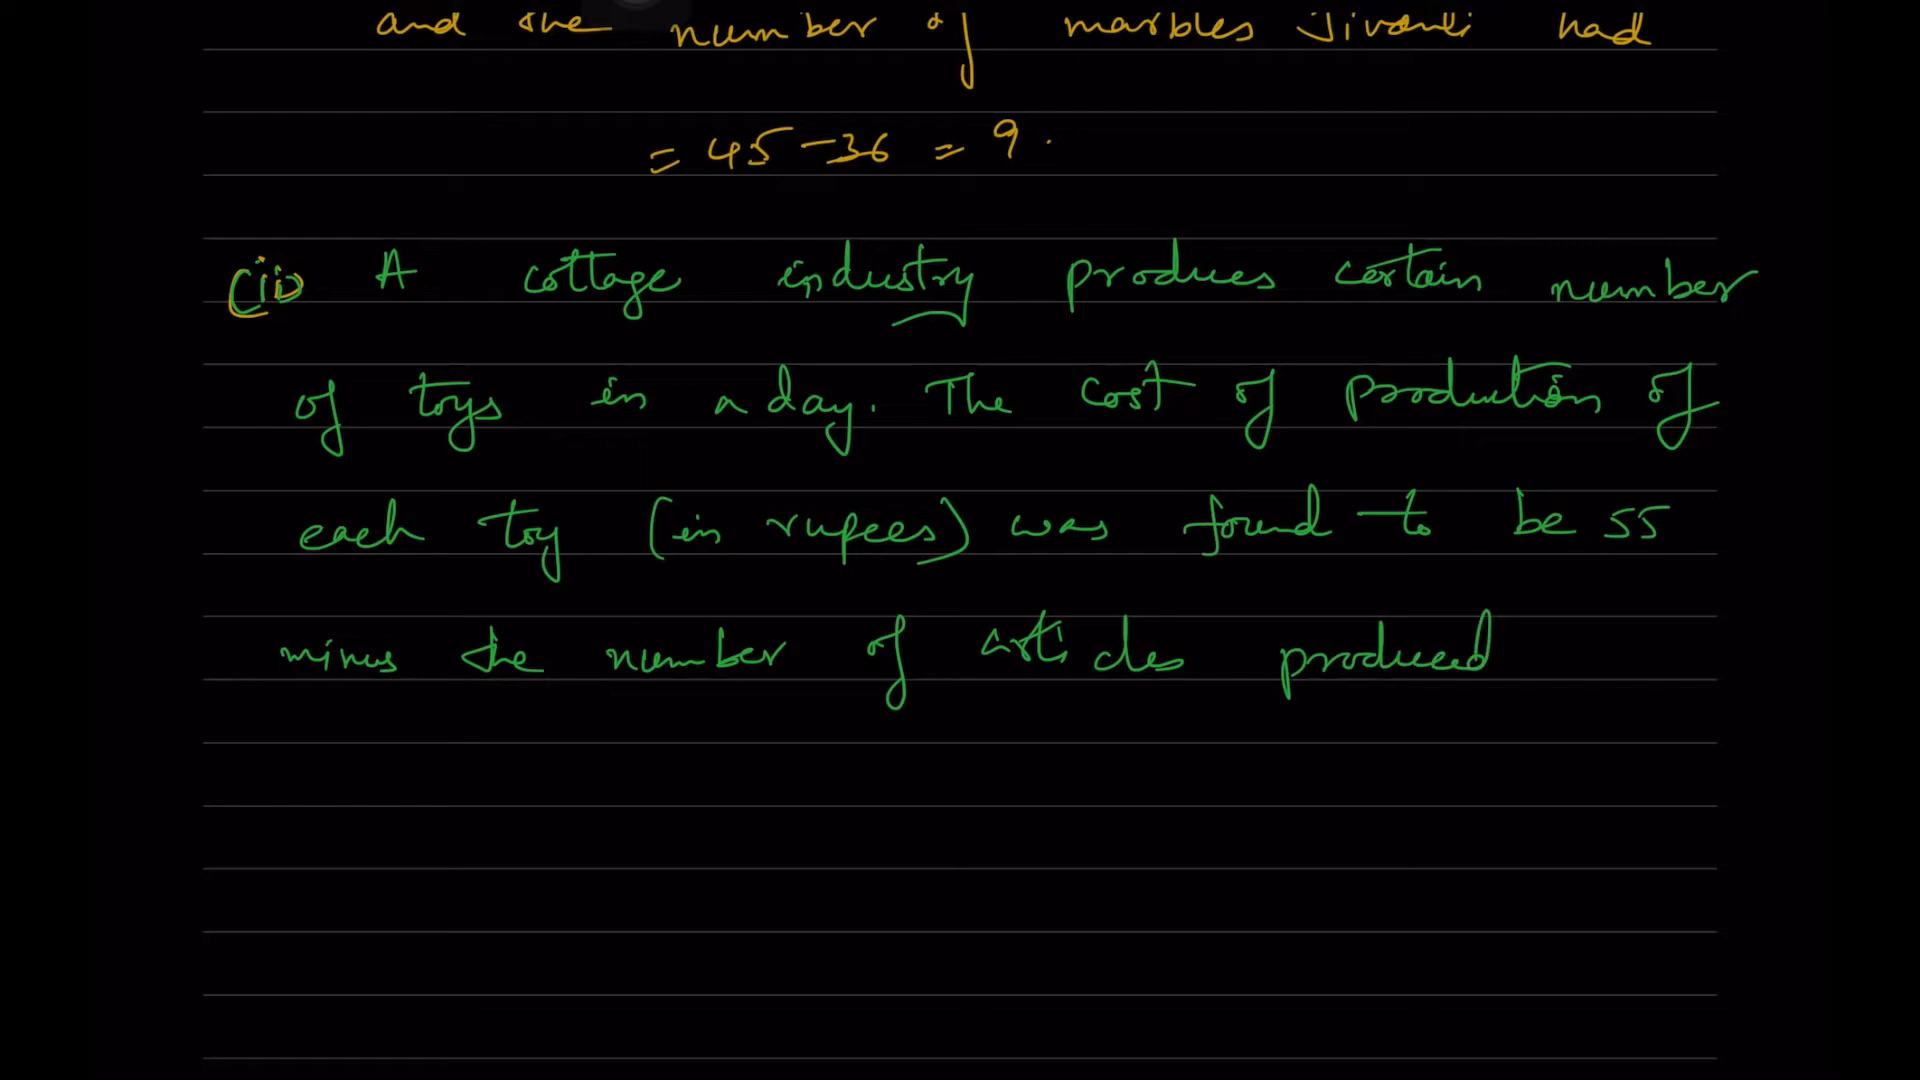 and the number of marbles Jivanti had
= 45 - 36 = 9.
(ii) A cottage industry produces certain number
of toys in a day. The cost of production of
each toy (in rupees) was found to be 55
minus the number of articles produced